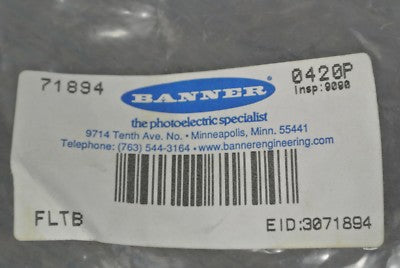 71894
0420P
BANNER
Insp:9090
the photoelectric specialist
9714 Tenth Ave. No. • Minneapolis, Minn. 55441
Telephone: (763) 544-3164 • www.bannerengineering.com
FLTB
EID:3071894